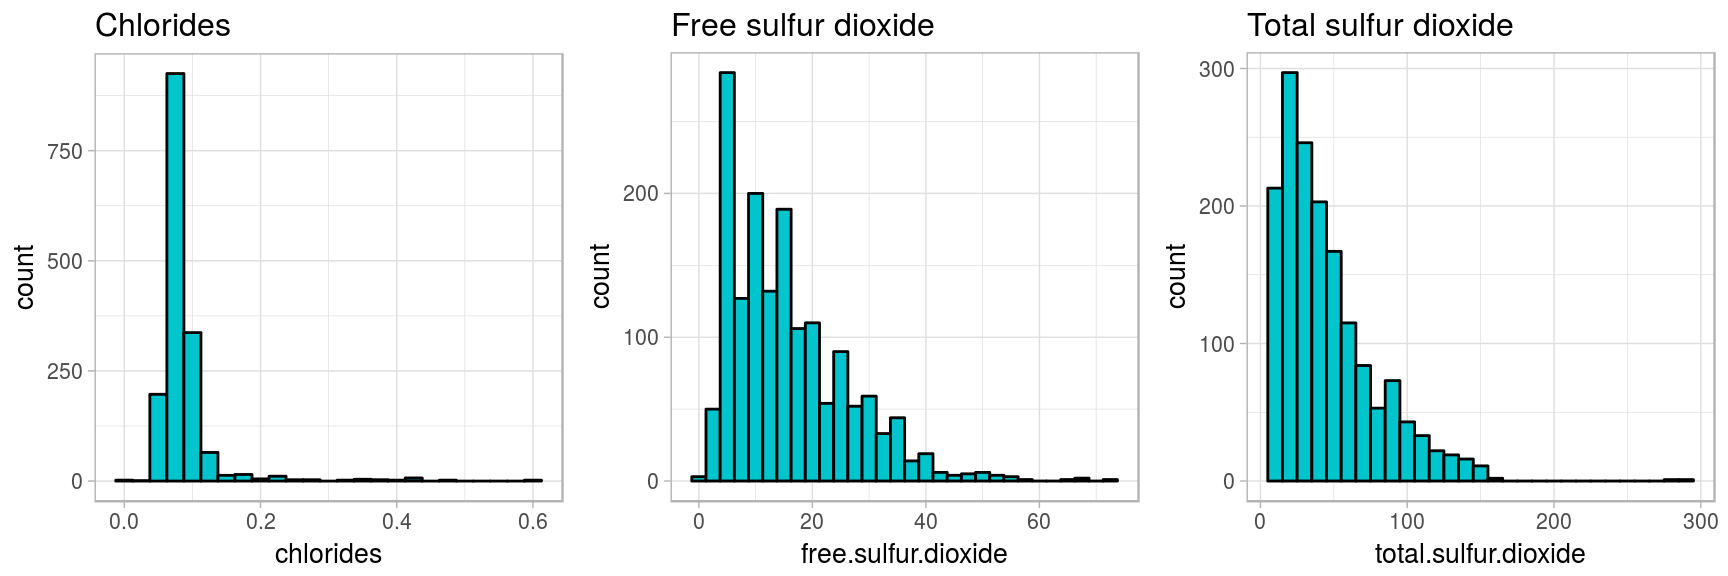 Chlorides
750
500
250
0
count
0.0 0.2 0.4 0.6
chlorides
Free sulfur dioxide
200
100
0
count
0 20 40 60
free.sulfur.dioxide
Total sulfur dioxide
300
200
100
0
count
0 100 200 300
total.sulfur.dioxide